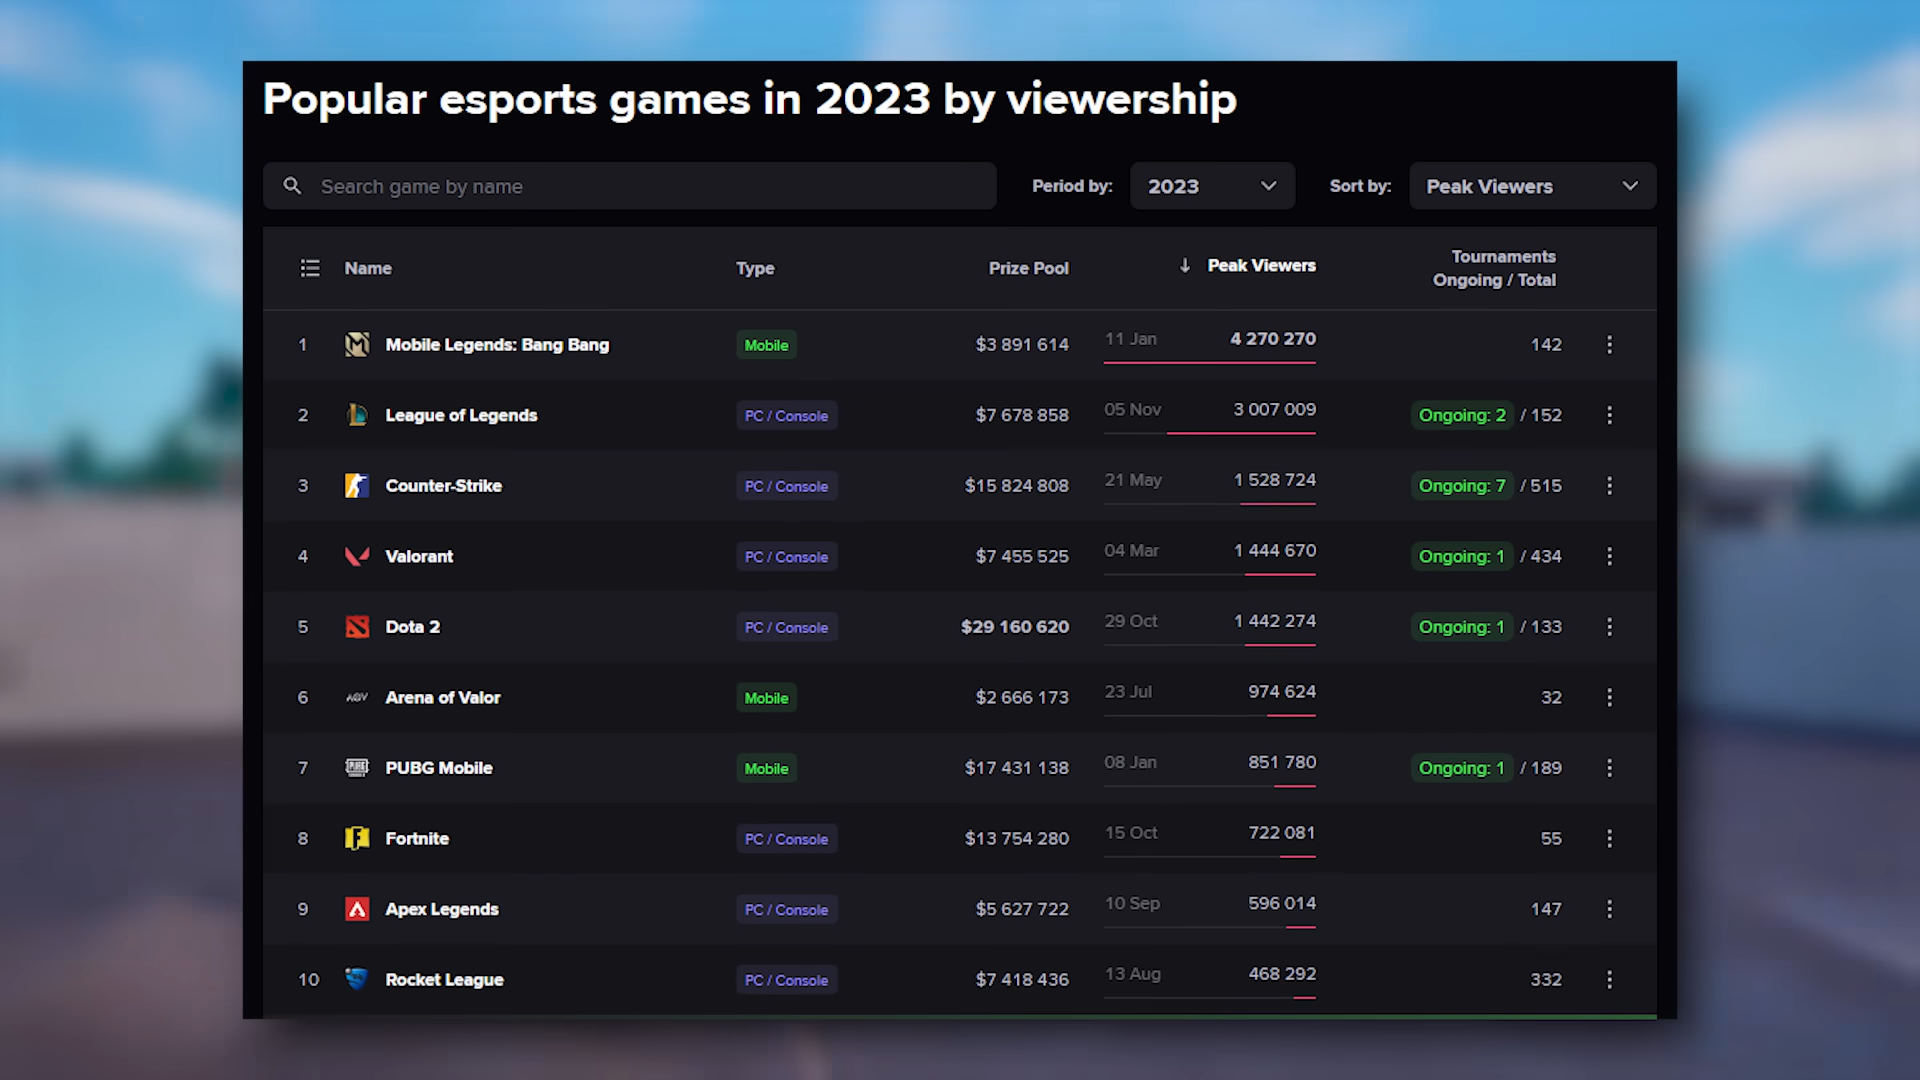 Popular esports games in 2023 by viewership
Search game by name Period by: 2023 Sort by: Peak Viewers
Name Type Prize Pool ↓ Peak Viewers Tournaments Ongoing / Total
1 Mobile Legends: Bang Bang Mobile $3 891 614 11 Jan 4 270 270 142
2 League of Legends PC / Console $7 678 858 05 Nov 3 007 009 Ongoing: 2 / 152
3 Counter-Strike PC / Console $15 824 808 21 May 1 528 724 Ongoing: 7 / 515
4 Valorant PC / Console $7 455 525 04 Mar 1 444 670 Ongoing: 1 / 434
5 Dota 2 PC / Console $29 160 620 29 Oct 1 442 274 Ongoing: 1 / 133
6 AOV Arena of Valor Mobile $2 666 173 23 Jul 974 624 32
7 PUBG PUBG Mobile Mobile $17 431 138 08 Jan 851 780 Ongoing: 1 / 189
8 F Fortnite PC / Console $13 754 280 15 Oct 722 081 55
9 Apex Legends PC / Console $5 627 722 10 Sep 596 014 147
10 Rocket League PC / Console $7 418 436 13 Aug 468 292 332